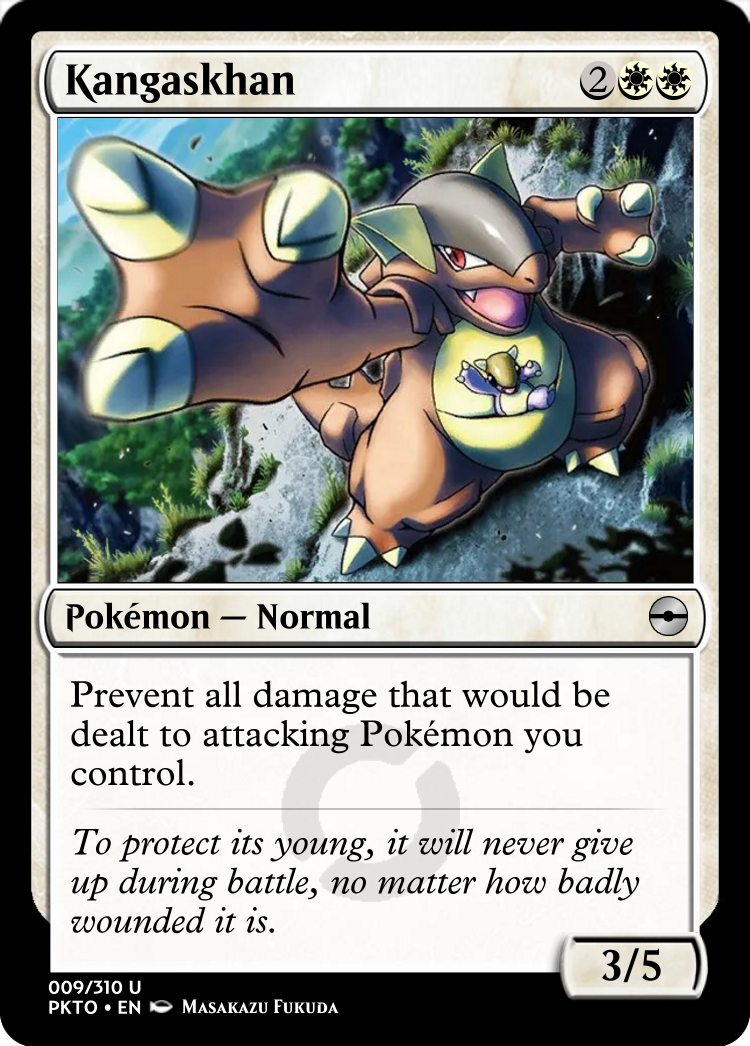 Kangaskhan 2
Pokémon — Normal
Prevent all damage that would be
dealt to attacking Pokémon you
control.
To protect its young, it will never give
up during battle, no matter how badly
wounded it is.
3/5
009/310 U
PKTO • EN Masakazu Fukuda